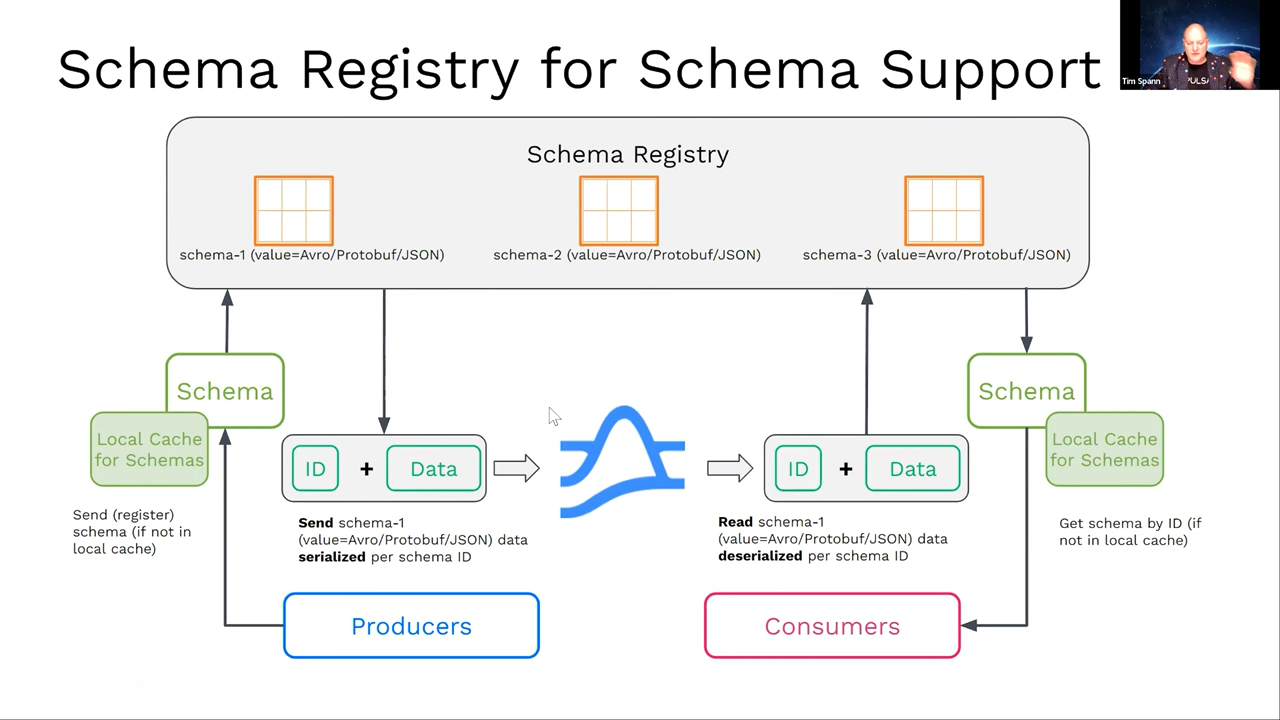 Schema Registry for Schema Support
Tim Spann
PULSA
Schema Registry
schema-1 (value=Avro/Protobuf/JSON)
schema-2 (value=Avro/Protobuf/JSON)
schema-3 (value=Avro/Protobuf/JSON)
Schema
Local Cache
for Schemas
Send (register)
schema (if not in
local cache)
ID
+
Data
Send schema-1
(value=Avro/Protobuf/JSON) data
serialized per schema ID
Producers
ID
+
Data
Read schema-1
(value=Avro/Protobuf/JSON) data
deserialized per schema ID
Consumers
Schema
Local Cache
for Schemas
Get schema by ID (if
not in local cache)